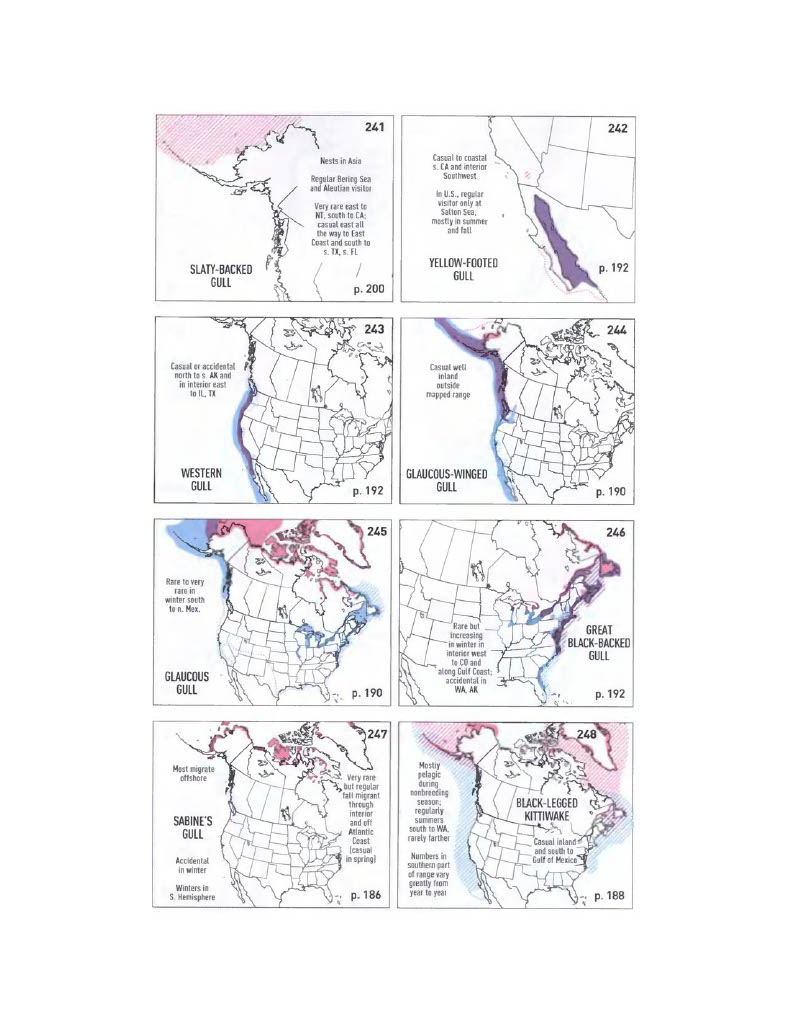 241
Nests in Asia
Regular Bering Sea
and Aleutian visitor
Very rare east to
NT, south to CA;
casual east all
the way to East
Coast and south to
s. TX, s. FL
SLATY-BACKED
GULL
p. 200
242
Casual to coastal
s. CA and interior
Southwest
In U.S., regular
visitor only at
Salton Sea,
mostly in summer
and fall
YELLOW-FOOTED
GULL
p. 192
243
Casual or accidental
north to s. AK and
in interior east
to IL, TX
WESTERN
GULL
p. 192
244
Casual well
inland
outside
mapped range
GLAUCOUS-WINGED
GULL
p. 190
245
Rare to very
rare in
winter south
to n. Mex.
GLAUCOUS
GULL
p. 190
246
Rare but
increasing
in winter in
interior west
to CO and
along Gulf Coast;
accidental in
WA, AK
GREAT
BLACK-BACKED
GULL
p. 192
247
Most migrate
offshore
SABINE'S
GULL
Accidental
in winter
Winters in
S. Hemisphere
Very rare
but regular
fall migrant
through
interior
and off
Atlantic
Coast
(casual
in spring)
p. 186
248
Mostly
pelagic
during
nonbreeding
season;
regularly
summers
south to WA,
rarely farther
Numbers in
southern part
of range vary
greatly from
year to year
BLACK-LEGGED
KITTIWAKE
Casual inland
and south to
Gulf of Mexico
p. 188